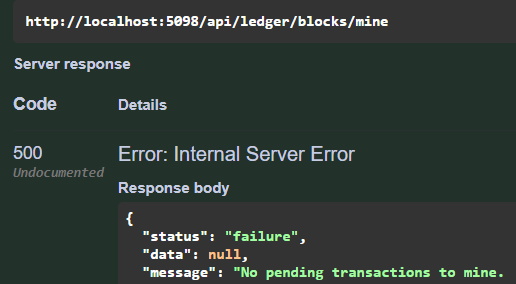 http://localhost:5098/api/ledger/blocks/mine
Server response
Code Details
500 Error: Internal Server Error
Undocumented
Response body
{
"status": "failure",
"data": null,
"message": "No pending transactions to mine.